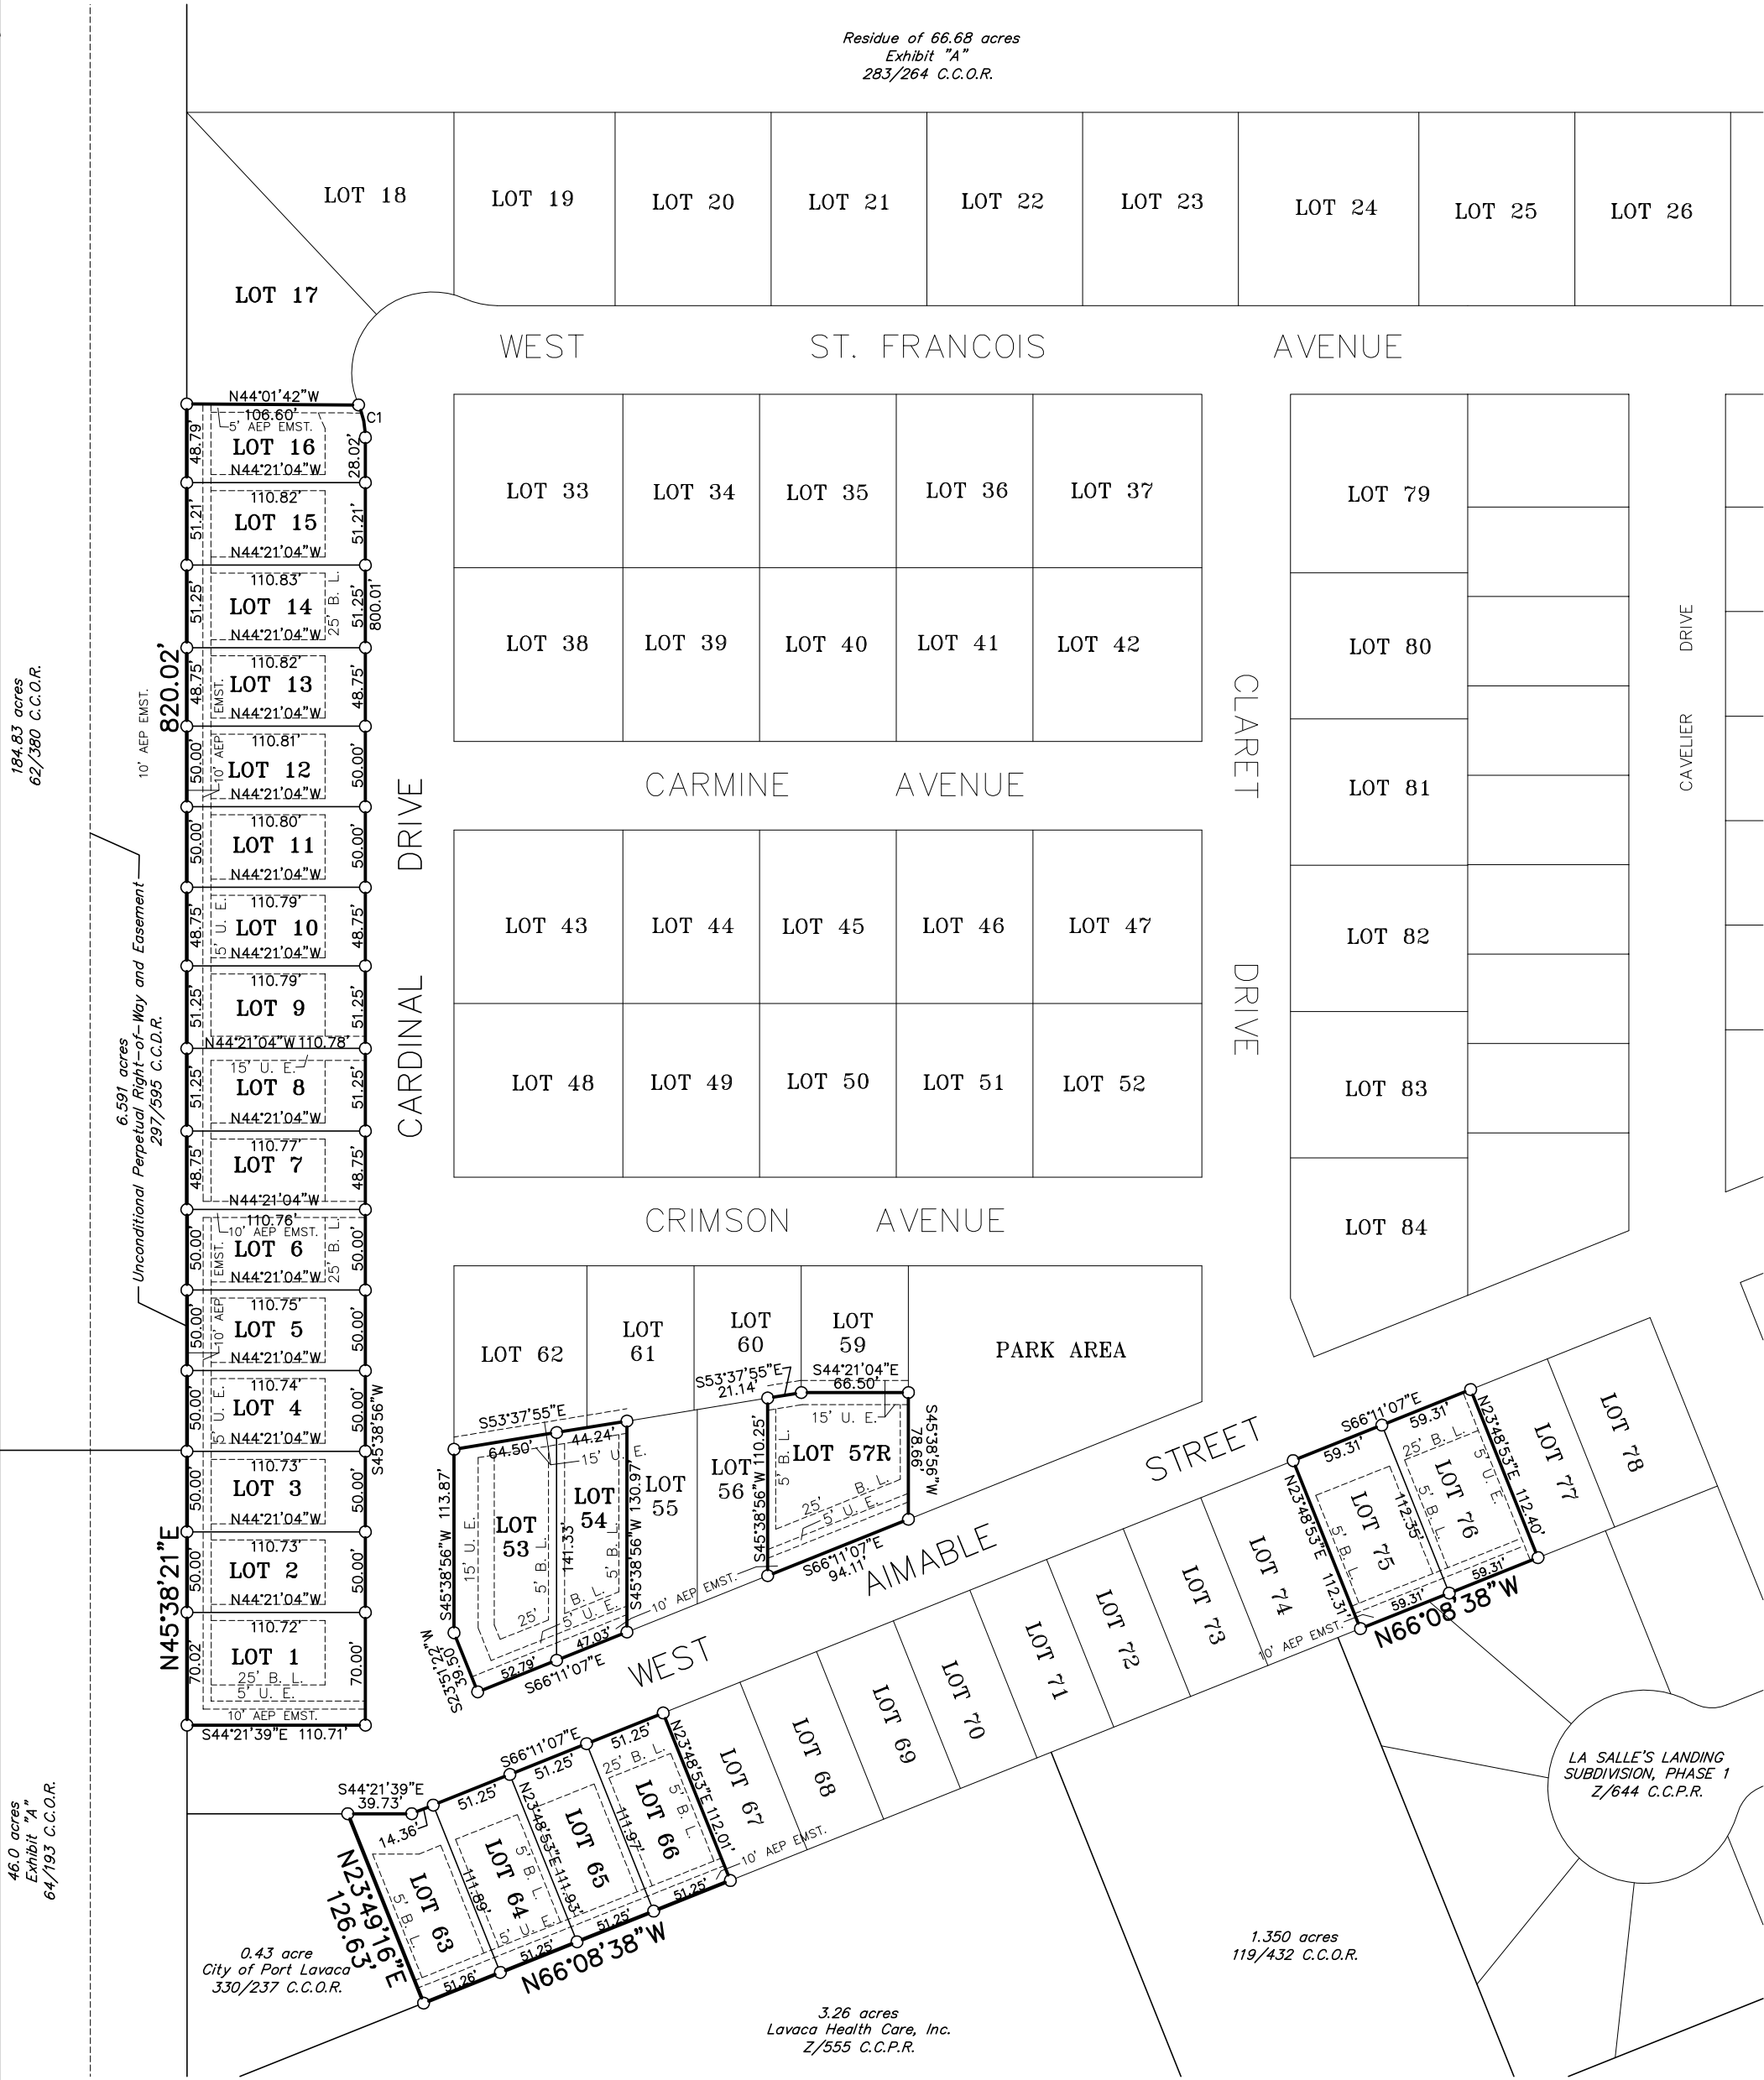 Residue of 66.68 acres
Exhibit "A"
283/264 C.C.O.R.
LOT 18
LOT 19
LOT 20
LOT 21
LOT 22
LOT 23
LOT 24
LOT 25
LOT 26
LOT 17
WEST ST. FRANCOIS AVENUE
N44°01'42"W
106.60'
C1
5' AEP EMST.
LOT 16
48.79'
28.02'
N44°21'04"W
110.82'
LOT 15
51.21'
51.21'
N44°21'04"W
110.83'
LOT 14
51.25'
51.25'
25' B. L.
800.01'
N44°21'04"W
110.82'
LOT 13
48.75'
48.75'
EMST.
N44°21'04"W
110.81'
LOT 12
50.00'
50.00'
10' AEP
N44°21'04"W
110.80'
LOT 11
50.00'
50.00'
N44°21'04"W
110.79'
LOT 10
48.75'
48.75'
5' U. E.
N44°21'04"W
110.79'
LOT 9
51.25'
51.25'
N44°21'04"W 110.78'
15' U. E.
LOT 8
51.25'
51.25'
N44°21'04"W
110.77'
LOT 7
48.75'
48.75'
N44°21'04"W
110.76'
10' AEP EMST.
LOT 6
50.00'
50.00'
EMST.
25' B. L.
N44°21'04"W
110.75'
LOT 5
50.00'
50.00'
10' AEP
N44°21'04"W
110.74'
LOT 4
50.00'
50.00'
5' U. E.
S45°38'56"W
N44°21'04"W
110.73'
LOT 3
50.00'
50.00'
N44°21'04"W
110.73'
LOT 2
50.00'
50.00'
N44°21'04"W
110.72'
LOT 1
70.02'
70.00'
25' B. L.
5' U. E.
10' AEP EMST.
S44°21'39"E 110.71'
820.02'
N45°38'21"E
10' AEP EMST.
184.83 acres
62/380 C.C.O.R.
6.591 acres
Unconditional Perpetual Right-of-Way and Easement
297/595 C.C.D.R.
46.0 acres
Exhibit "A"
64/193 C.C.O.R.
CARDINAL DRIVE
LOT 33
LOT 34
LOT 35
LOT 36
LOT 37
LOT 38
LOT 39
LOT 40
LOT 41
LOT 42
CARMINE AVENUE
LOT 43
LOT 44
LOT 45
LOT 46
LOT 47
LOT 48
LOT 49
LOT 50
LOT 51
LOT 52
CRIMSON AVENUE
CLARET DRIVE
LOT 79
LOT 80
LOT 81
LOT 82
LOT 83
LOT 84
CAVELIER DRIVE
LOT 62
LOT
61
LOT
60
LOT
59
PARK AREA
S53°37'55"E
64.50'
44.24'
15' U. E.
S45°38'56"W 113.87'
15' U. E.
LOT
53
5' B. L.
141.33'
LOT
54
5' B. L.
S45°38'56"W 130.97'
25' B. L.
5' U. E.
S23°51'22"W
39.50'
52.79'
47.03'
S66°11'07"E
10' AEP EMST.
LOT
55
LOT
56
S53°37'55"E
21.14'
S44°21'04"E
66.50'
15' U. E.
S45°38'56"W 110.25'
5' B. L.
LOT 57R
25' B. L.
5' U. E.
S45°38'56"W
78.66'
S66°11'07"E
94.11'
WEST AIMABLE STREET
S44°21'39"E
39.73'
14.36'
N23°49'16"E
126.63'
5' B. L.
LOT 63
51.26'
111.89'
51.25'
LOT 64
5' B. L.
5' U. E.
51.25'
N23°48'53"E 111.93'
S66°11'07"E
51.25'
LOT 65
51.25'
111.97'
51.25'
25' B. L.
LOT 66
5' B. L.
51.25'
N23°48'53"E 112.01'
N66°08'38"W
10' AEP EMST.
LOT 67
LOT 68
LOT 69
LOT 70
LOT 71
LOT 72
LOT 73
LOT 74
10' AEP EMST.
N23°48'53"E 112.31'
S66°11'07"E
59.31'
59.31'
5' B. L.
LOT 75
112.35'
59.31'
25' B. L.
5' B. L.
LOT 76
5' U. E.
59.31'
N23°48'53"E 112.40'
N66°08'38"W
LOT 77
LOT 78
LA SALLE'S LANDING
SUBDIVISION, PHASE 1
Z/644 C.C.P.R.
0.43 acre
City of Port Lavaca
330/237 C.C.O.R.
1.350 acres
119/432 C.C.O.R.
3.26 acres
Lavaca Health Care, Inc.
Z/555 C.C.P.R.